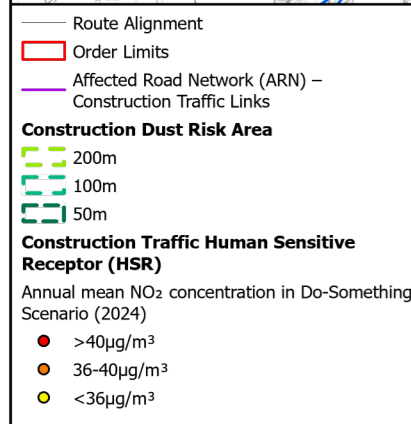 Route Alignment
Order Limits
Affected Road Network (ARN) –
Construction Traffic Links
Construction Dust Risk Area
200m
100m
50m
Construction Traffic Human Sensitive
Receptor (HSR)
Annual mean NO₂ concentration in Do-Something
Scenario (2024)
>40µg/m³
36-40µg/m³
<36µg/m³